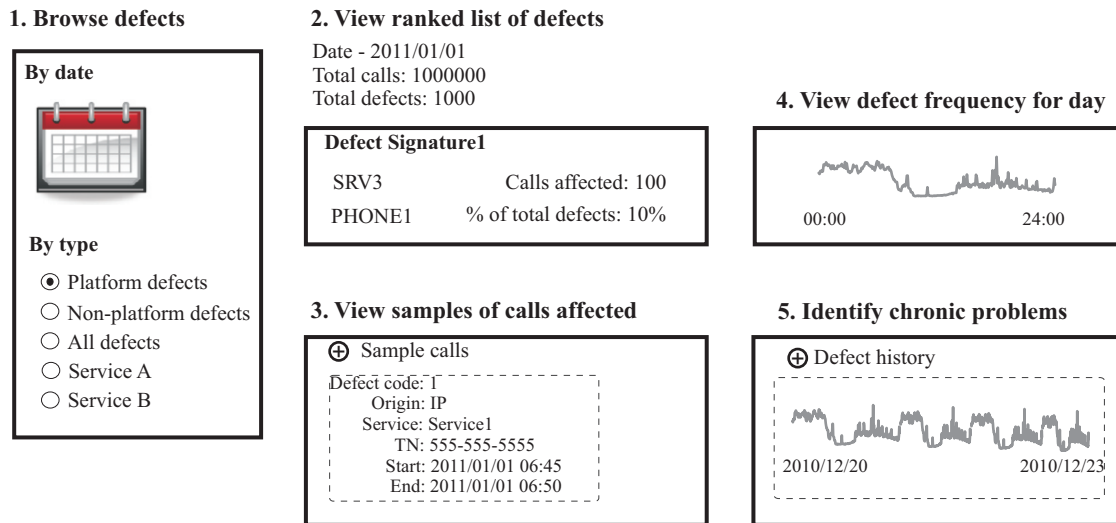 1. Browse defects
By date
By type
Platform defects
Non-platform defects
All defects
Service A
Service B
2. View ranked list of defects
Date - 2011/01/01
Total calls: 1000000
Total defects: 1000
Defect Signature1
SRV3 Calls affected: 100
PHONE1 % of total defects: 10%
3. View samples of calls affected
Sample calls
Defect code: 1
Origin: IP
Service: Service1
TN: 555-555-5555
Start: 2011/01/01 06:45
End: 2011/01/01 06:50
4. View defect frequency for day
00:00 24:00
5. Identify chronic problems
Defect history
2010/12/20 2010/12/23